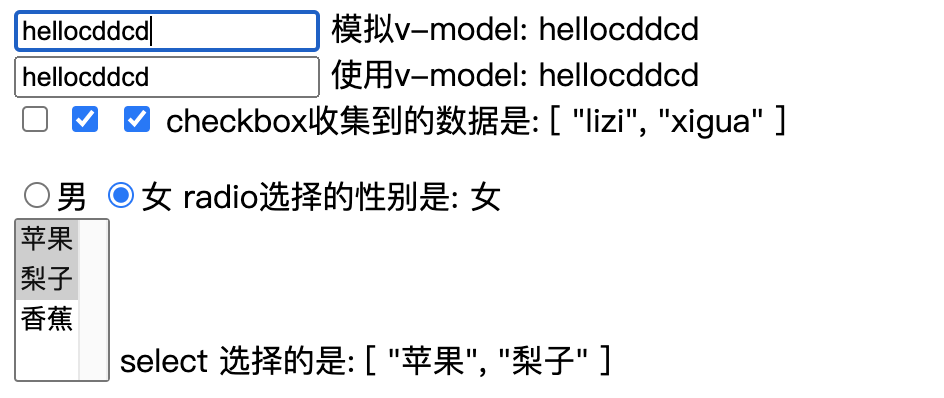 hellocddcd 模拟v-model: hellocddcd
hellocddcd 使用v-model: hellocddcd
checkbox收集到的数据是: [ "lizi", "xigua" ]
男 女 radio选择的性别是: 女
苹果
梨子
香蕉
select 选择的是: [ "苹果", "梨子" ]